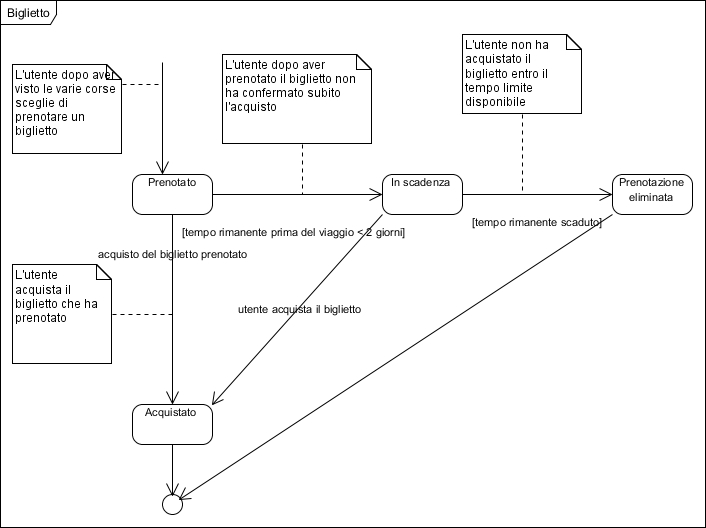 Biglietto
L'utente dopo aver
visto le varie corse
sceglie di
prenotare un
biglietto
L'utente dopo aver
prenotato il biglietto non
ha confermato subito
l'acquisto
L'utente non ha
acquistato il
biglietto entro il
tempo limite
disponibile
Prenotato
In scadenza
Prenotazione
eliminata
[tempo rimanente prima del viaggio < 2 giorni]
[tempo rimanente scaduto]
acquisto del biglietto prenotato
L'utente
acquista il
biglietto che ha
prenotato
utente acquista il biglietto
Acquistato